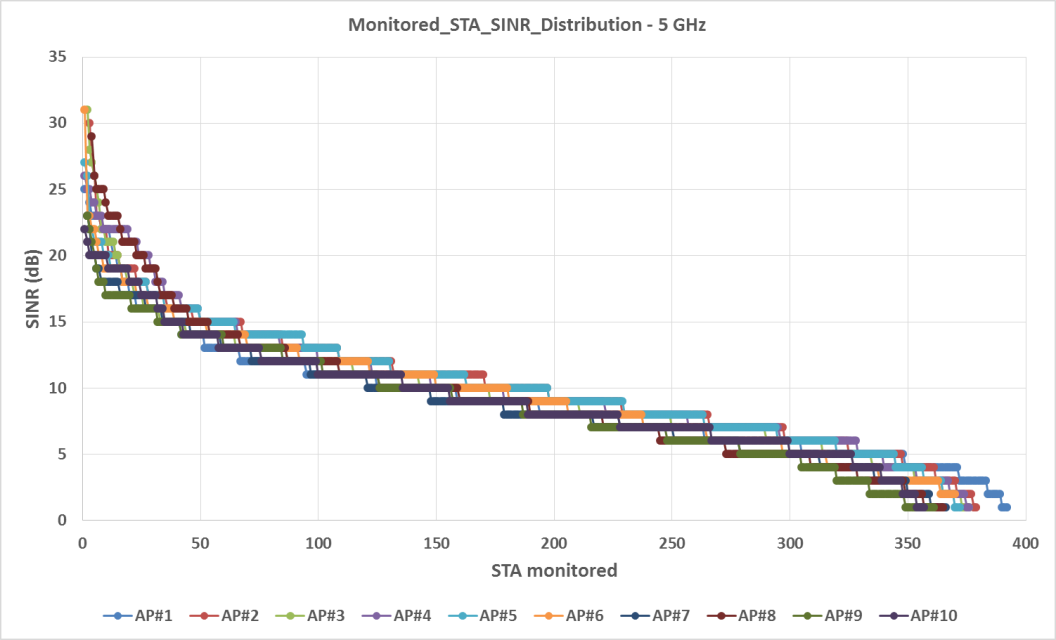 Monitored_STA_SINR_Distribution - 5 GHz
35
30
25
20
15
10
5
0
SINR (dB)
0 50 100 150 200 250 300 350 400
STA monitored
AP#1 AP#2 AP#3 AP#4 AP#5 AP#6 AP#7 AP#8 AP#9 AP#10